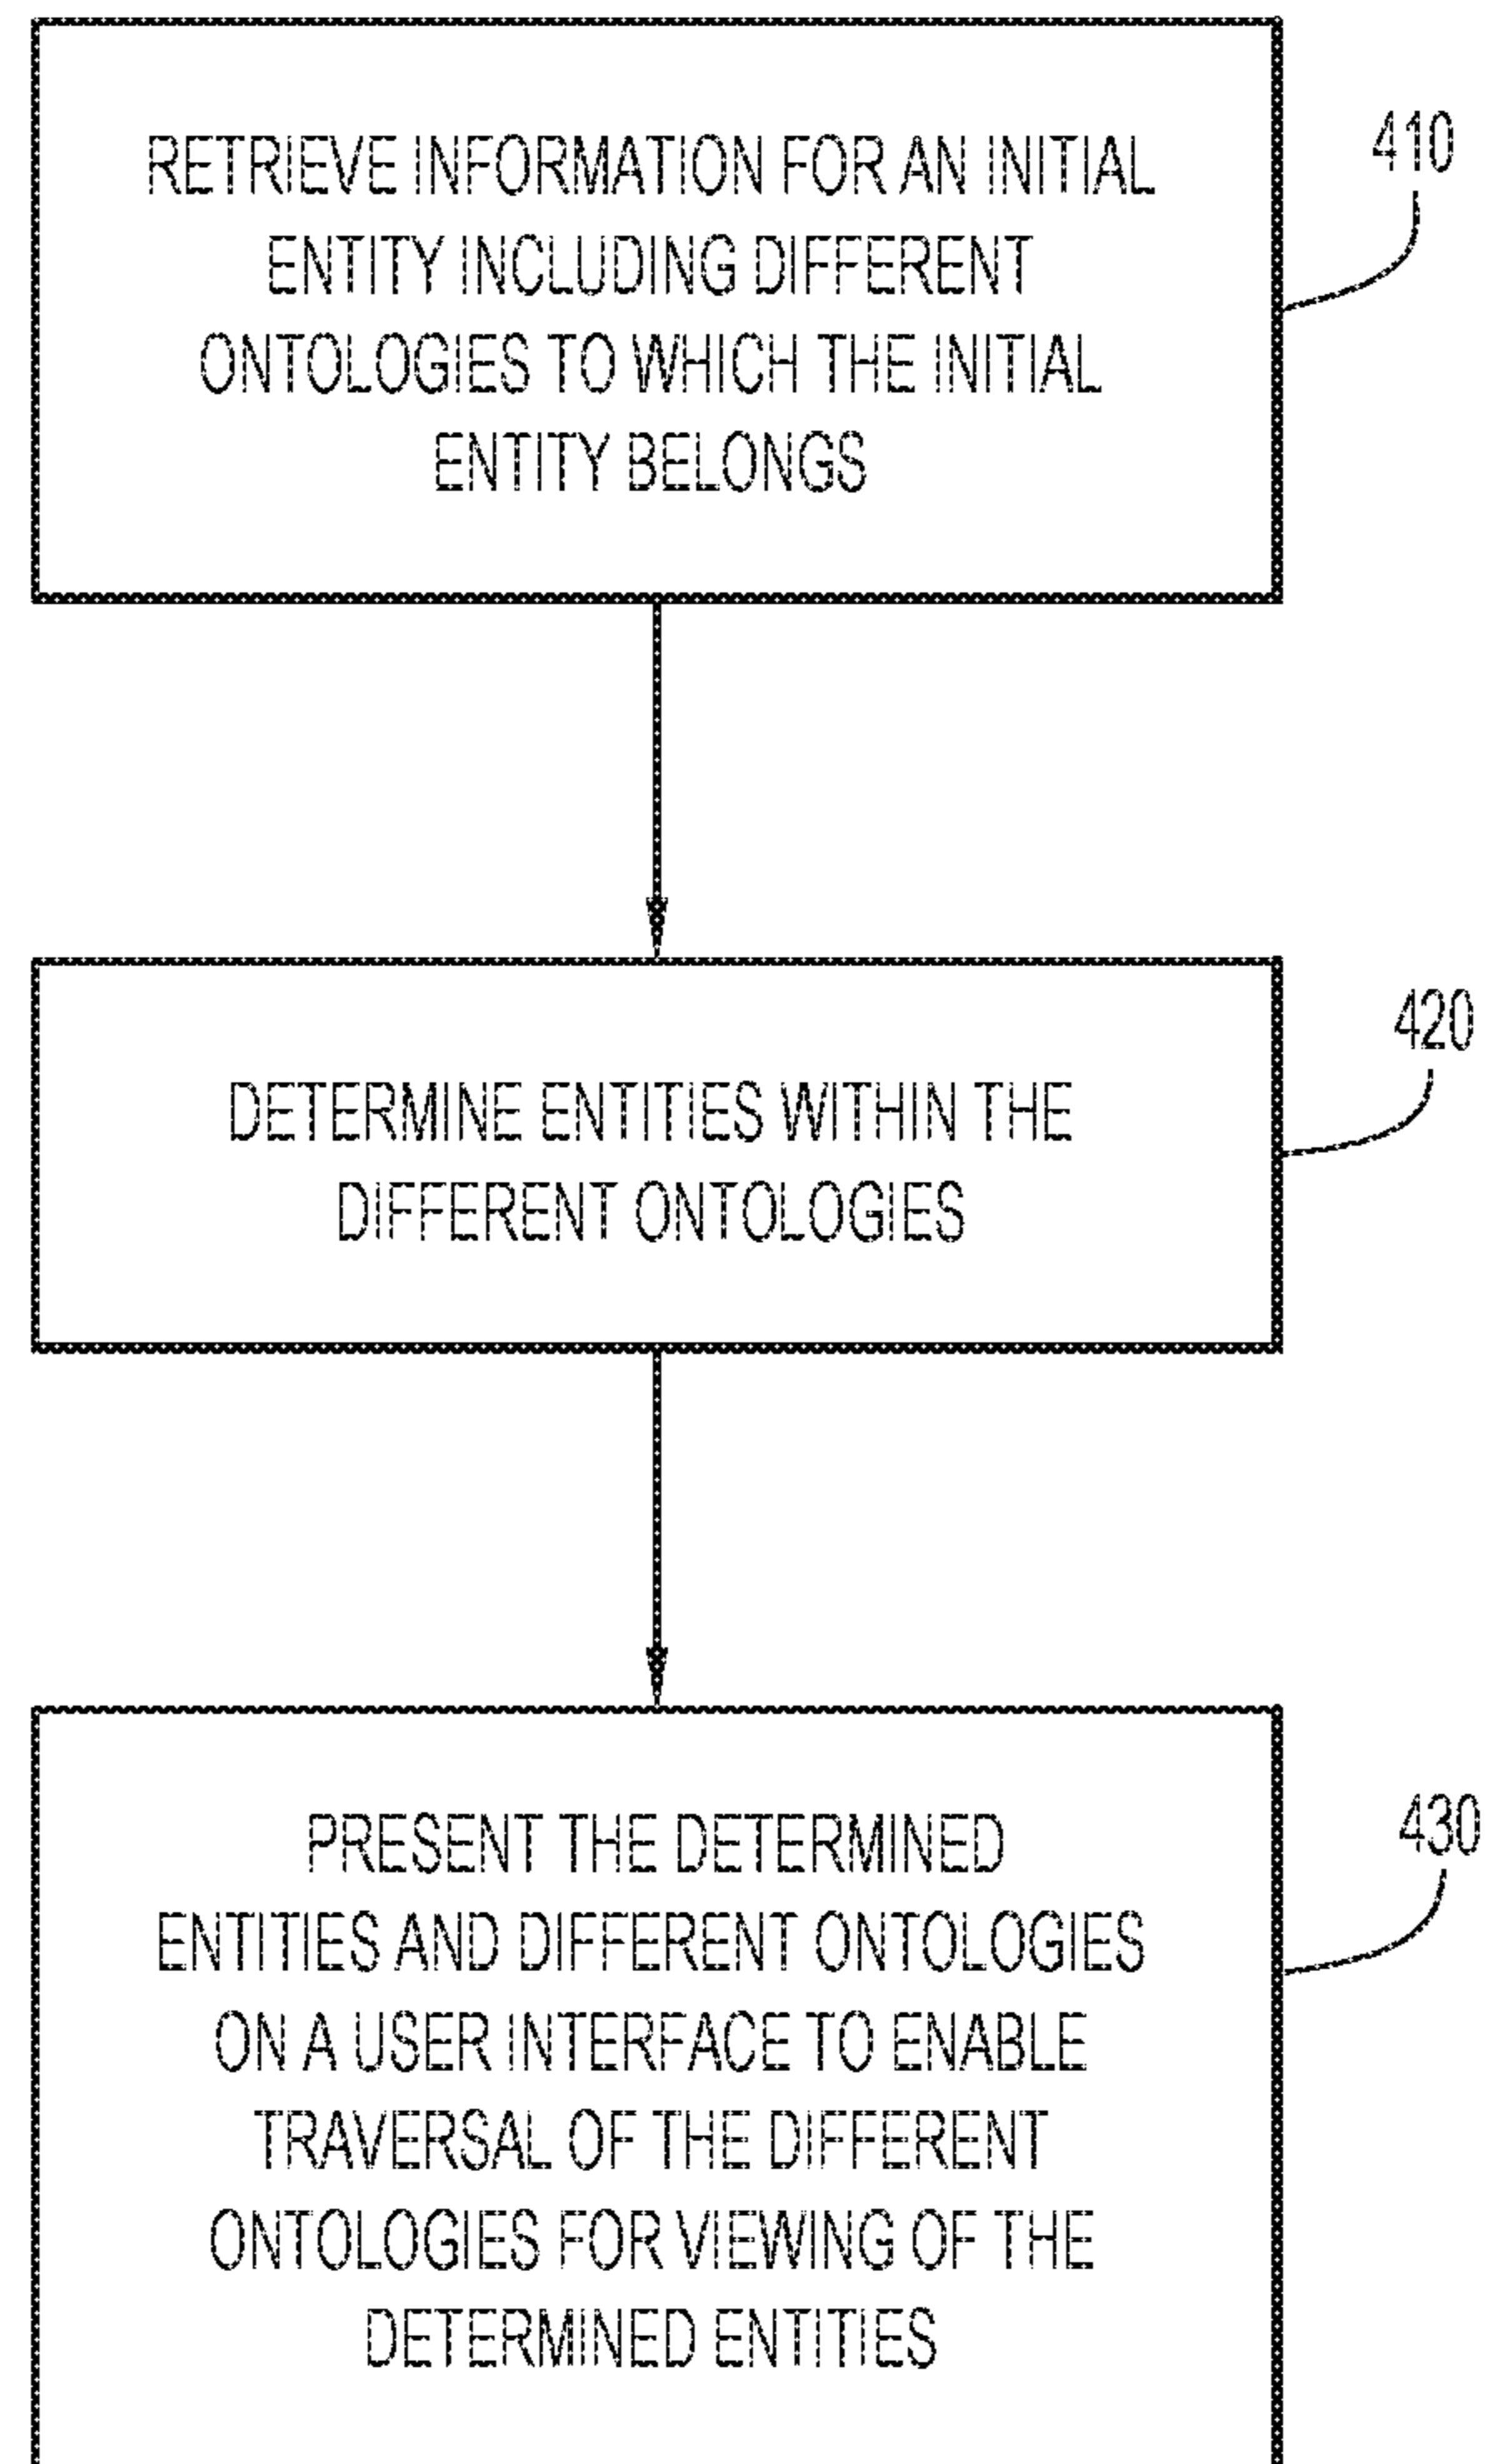 RETRIEVE INFORMATION FOR AN INITIAL
ENTITY INCLUDING DIFFERENT
ONTOLOGIES TO WHICH THE INITIAL
ENTITY BELONGS
410
DETERMINE ENTITIES WITHIN THE
DIFFERENT ONTOLOGIES
420
PRESENT THE DETERMINED
ENTITIES AND DIFFERENT ONTOLOGIES
ON A USER INTERFACE TO ENABLE
TRAVERSAL OF THE DIFFERENT
ONTOLOGIES FOR VIEWING OF THE
DETERMINED ENTITIES
430